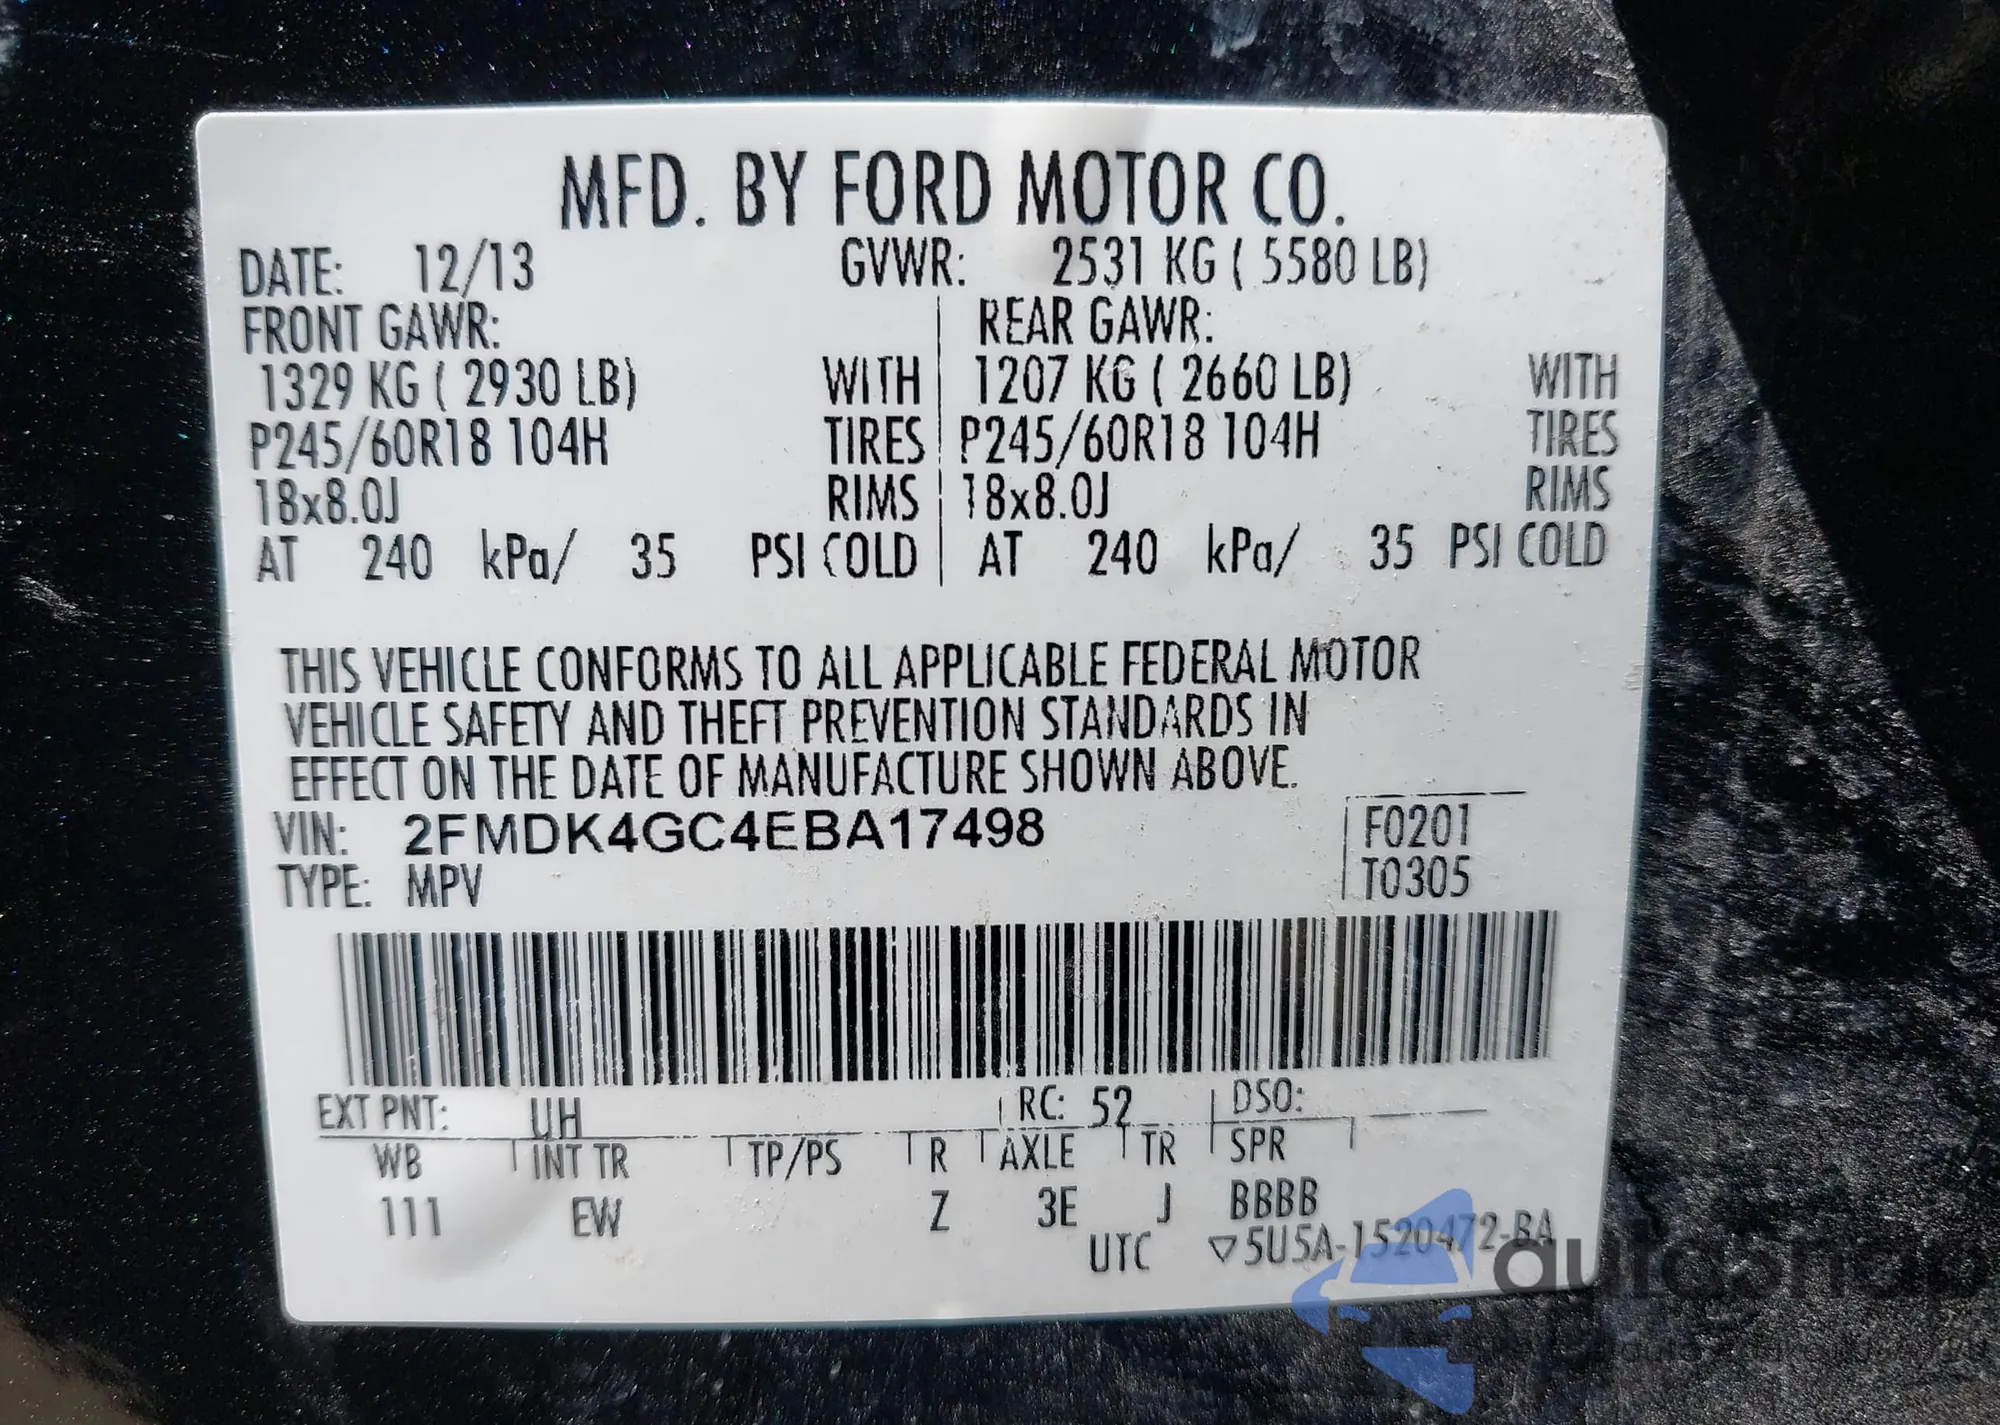 MFD. BY FORD MOTOR CO.
DATE: 12/13 GVWR: 2531 KG ( 5580 LB)
FRONT GAWR: REAR GAWR:
1329 KG ( 2930 LB) WITH 1207 KG ( 2660 LB) WITH
P245/60R18 104H TIRES P245/60R18 104H TIRES
18x8.0J RIMS 18x8.0J RIMS
AT 240 kPa/ 35 PSI COLD AT 240 kPa/ 35 PSI COLD
THIS VEHICLE CONFORMS TO ALL APPLICABLE FEDERAL MOTOR
VEHICLE SAFETY AND THEFT PREVENTION STANDARDS IN
EFFECT ON THE DATE OF MANUFACTURE SHOWN ABOVE.
VIN: 2FMDK4GC4EBA17498 F0201
TYPE: MPV T0305
EXT PNT: UH RC: 52 DSO:
WB INT TR TP/PS R AXLE TR SPR
111 EW Z 3E J BBBB
UTC ▽5U5A-1520472-BA
autosnap